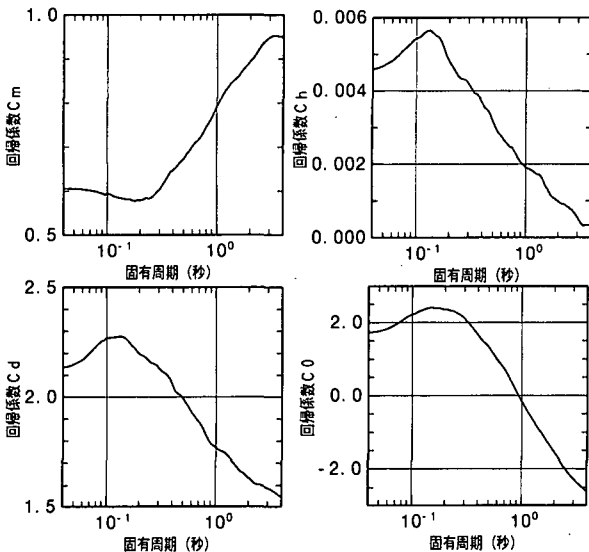 1.0
0.5
回帰係数Cm
10⁻¹ 10⁰
固有周期 (秒)
0.006
0.004
0.002
0.000
回帰係数Ch
10⁻¹ 10⁰
固有周期 (秒)
2.5
2.0
1.5
回帰係数Cd
10⁻¹ 10⁰
固有周期 (秒)
2.0
0.0
-2.0
回帰係数C0
10⁻¹ 10⁰
固有周期 (秒)